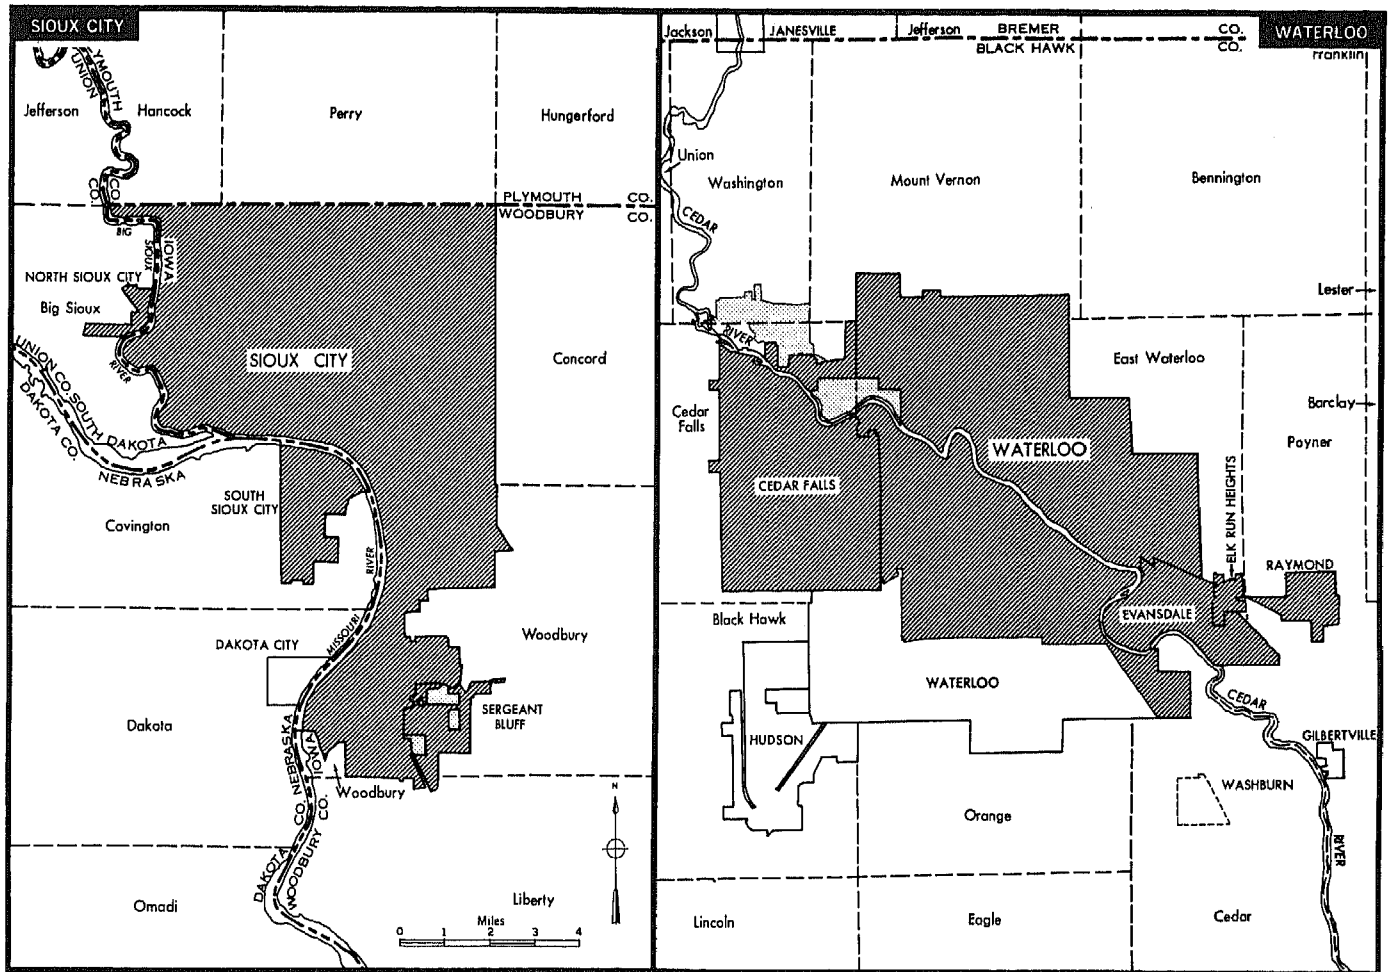 SIOUX CITY
PLYMOUTH
UNION
CO.
CO.
Jefferson
Hancock
Perry
Hungerford
PLYMOUTH CO.
WOODBURY CO.
BIG
SIOUX
IOWA
NORTH SIOUX CITY
Big Sioux
RIVER
SIOUX CITY
Concord
UNION CO. SOUTH DAKOTA
DAKOTA CO.
NEBRASKA
SOUTH
SIOUX CITY
Covington
RIVER
MISSOURI
DAKOTA CITY
Woodbury
Dakota
SERGEANT
BLUFF
NEBRASKA
IOWA
Woodbury
CO.
CO.
DAKOTA
WOODBURY
Omadi
Liberty
N
Miles
0 1 2 3 4
WATERLOO
Jackson
JANESVILLE
Jefferson
BREMER CO.
BLACK HAWK CO.
Franklin
Union
Washington
Mount Vernon
Bennington
CEDAR
Lester
RIVER
East Waterloo
Barclay
Cedar
Falls
WATERLOO
Poyner
CEDAR FALLS
ELK RUN HEIGHTS
RAYMOND
EVANSDALE
Black Hawk
WATERLOO
CEDAR
HUDSON
GILBERTVILLE
WASHBURN
Orange
RIVER
Lincoln
Eagle
Cedar